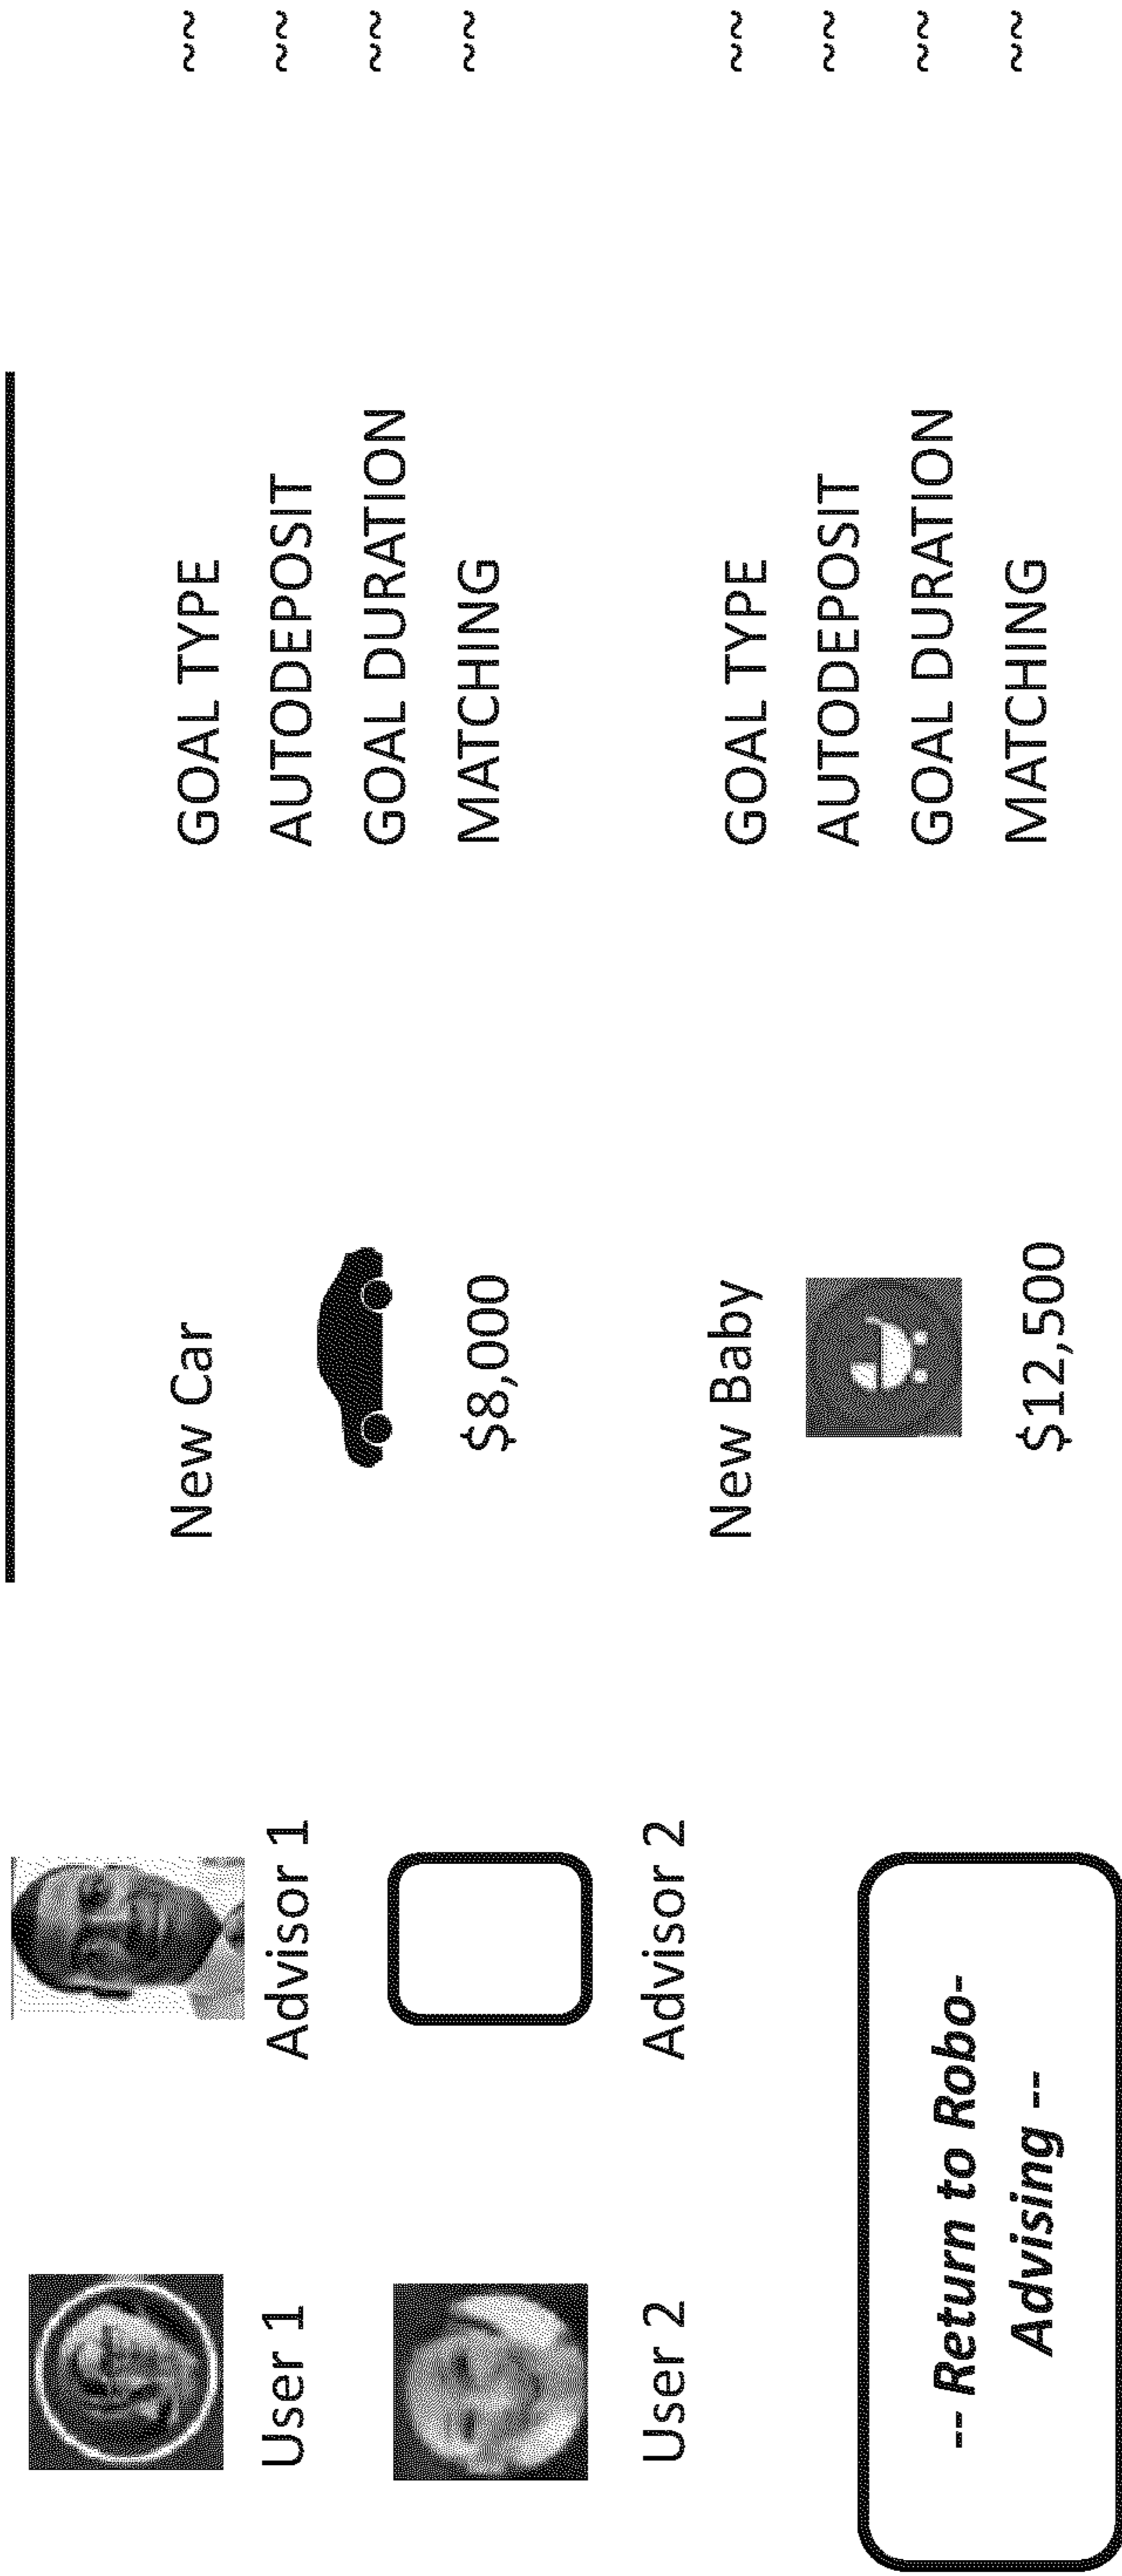 User 1
Advisor 1
User 2
Advisor 2
-- Return to Robo-
Advising --
New Car
$8,000
GOAL TYPE ~~
AUTODEPOSIT ~~
GOAL DURATION ~~
MATCHING ~~
New Baby
$12,500
GOAL TYPE ~~
AUTODEPOSIT ~~
GOAL DURATION ~~
MATCHING ~~